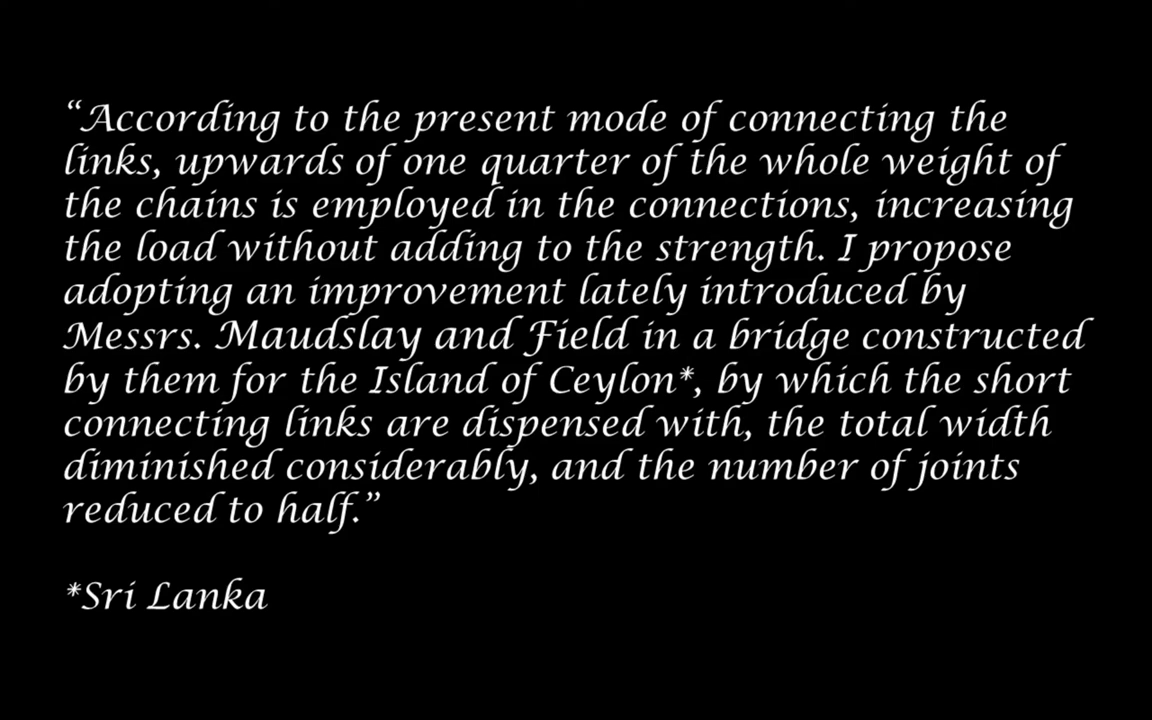 “According to the present mode of connecting the
links, upwards of one quarter of the whole weight of
the chains is employed in the connections, increasing
the load without adding to the strength. I propose
adopting an improvement lately introduced by
Messrs. Maudslay and Field in a bridge constructed
by them for the Island of Ceylon*, by which the short
connecting links are dispensed with, the total width
diminished considerably, and the number of joints
reduced to half.”
*Sri Lanka